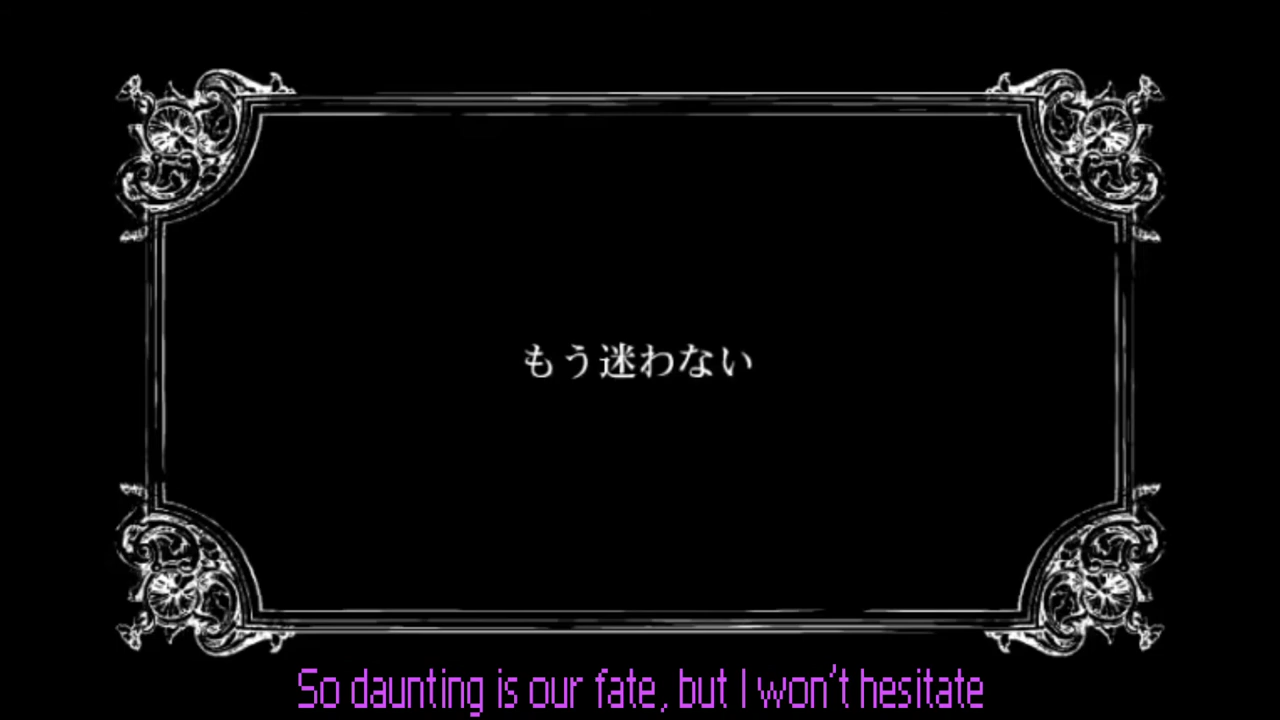 もう迷わない
So daunting is our fate, but I won't hesitate